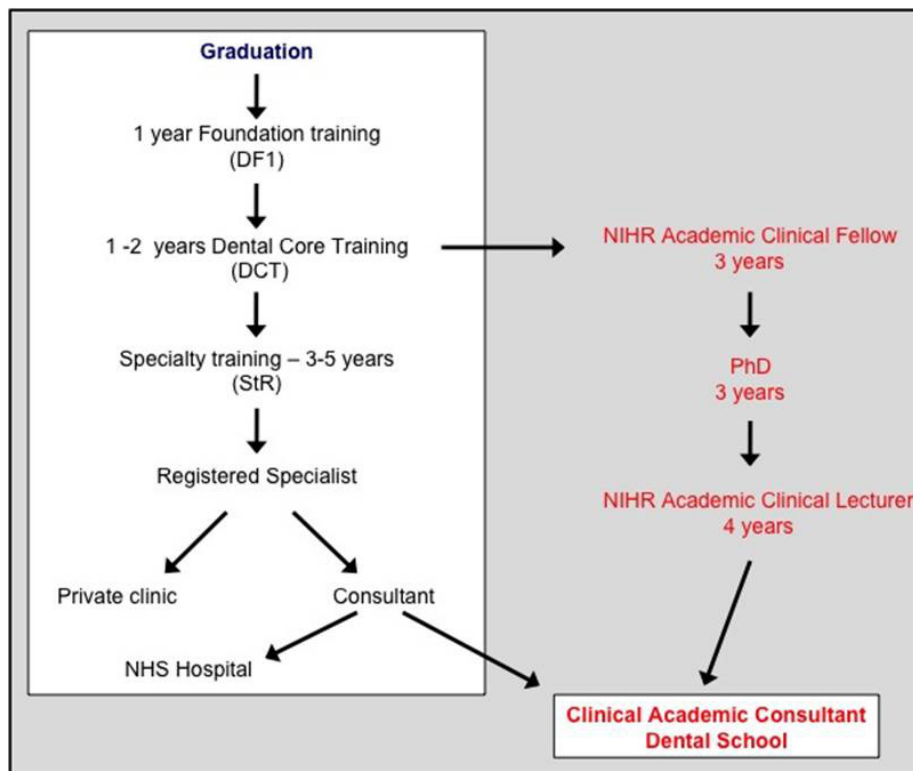 Graduation
1 year Foundation training
(DF1)
1 -2 years Dental Core Training
(DCT)
Specialty training – 3-5 years
(StR)
Registered Specialist
Private clinic
Consultant
NHS Hospital
NIHR Academic Clinical Fellow
3 years
PhD
3 years
NIHR Academic Clinical Lecturer
4 years
Clinical Academic Consultant
Dental School